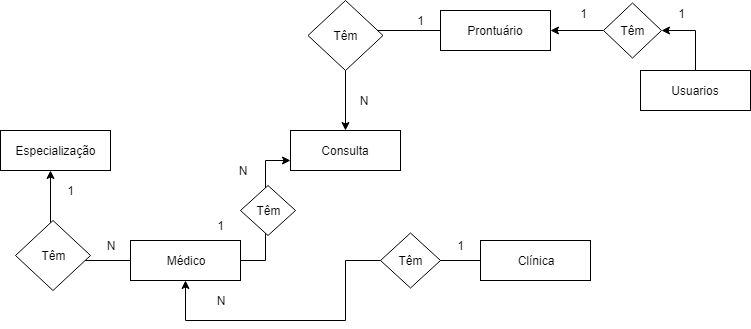 Têm
1
Prontuário
1
Têm
1
Usuarios
N
Especialização
Consulta
1
N
Têm
1
Têm
N
Médico
Têm
1
Clínica
N